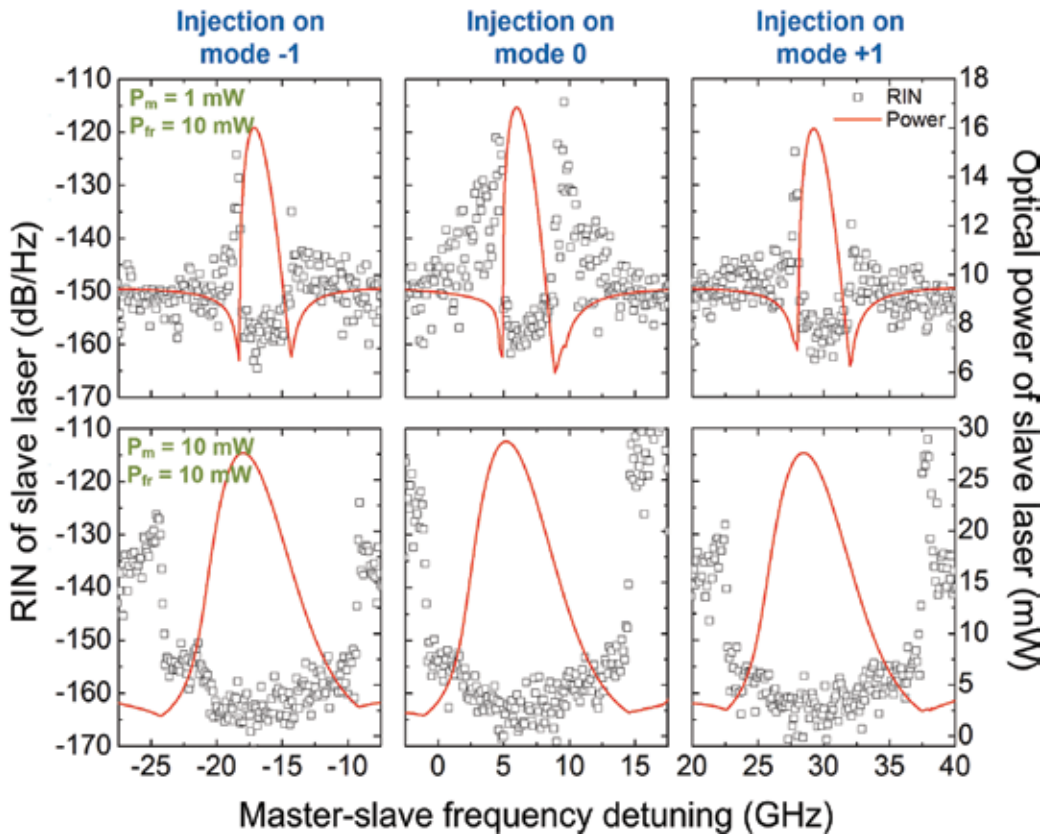 Injection on mode -1
Injection on mode 0
Injection on mode +1
-110
-120
-130
-140
-150
-160
-170
P_m = 1 mW
P_fr = 10 mW
RIN
Power
18
16
14
12
10
8
6
-110
-120
-130
-140
-150
-160
-170
P_m = 10 mW
P_fr = 10 mW
30
25
20
15
10
5
0
-25 -20 -15 -10
0 5 10 15
20 25 30 35 40
RIN of slave laser (dB/Hz)
Optical power of slave laser (mW)
Master-slave frequency detuning (GHz)